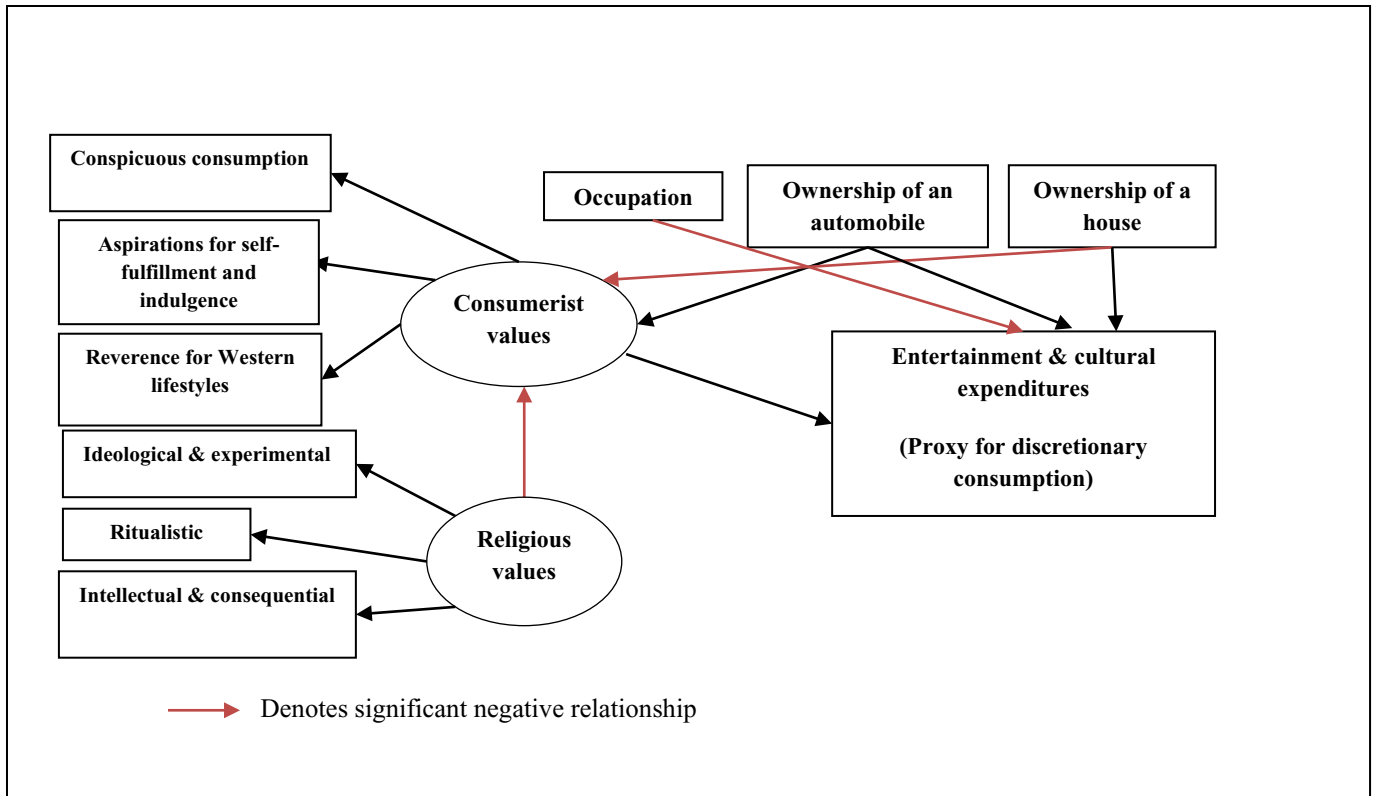 Conspicuous consumption
Aspirations for self-
fulfillment and
indulgence
Reverence for Western
lifestyles
Ideological & experimental
Ritualistic
Intellectual & consequential
Consumerist
values
Religious
values
Occupation
Ownership of an
automobile
Ownership of a
house
Entertainment & cultural
expenditures
(Proxy for discretionary
consumption)
Denotes significant negative relationship